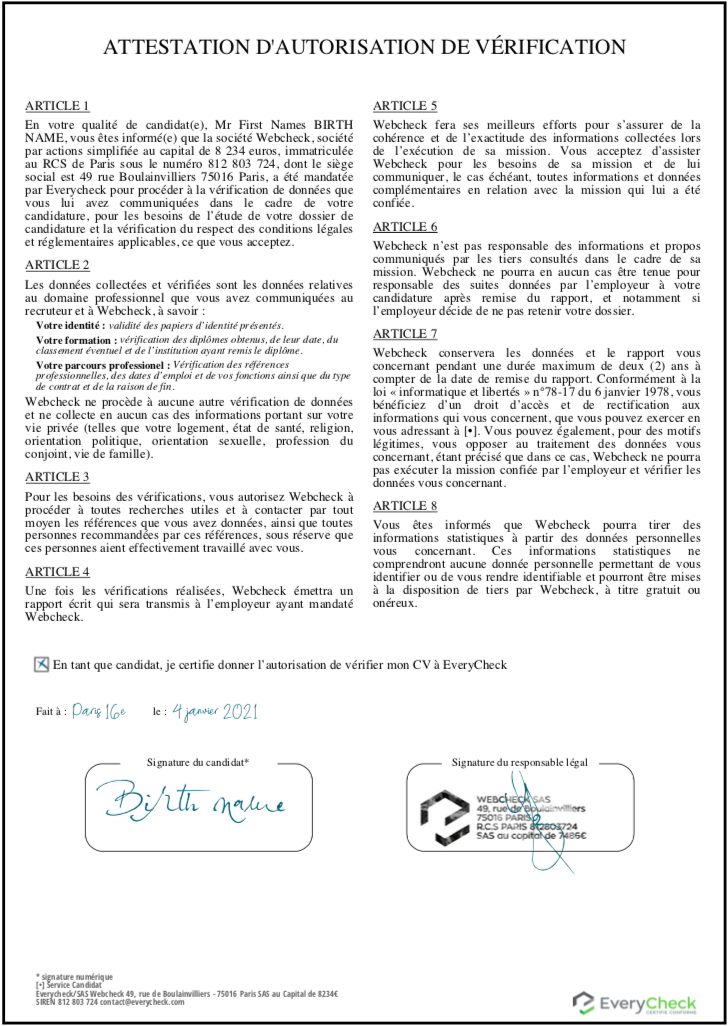 ATTESTATION D'AUTORISATION DE VÉRIFICATION
ARTICLE 1
En votre qualité de candidat(e), Mr First Names BIRTH
NAME, vous êtes informé(e) que la société Webcheck, société
par actions simplifiée au capital de 8 234 euros, immatriculée
au RCS de Paris sous le numéro 812 803 724, dont le siège
social est 49 rue Boulainvilliers 75016 Paris, a été mandatée
par Everycheck pour procéder à la vérification de données que
vous lui avez communiquées dans le cadre de votre
candidature, pour les besoins de l'étude de votre dossier de
candidature et la vérification du respect des conditions légales
et réglementaires applicables, ce que vous acceptez.
ARTICLE 2
Les données collectées et vérifiées sont les données relatives
au domaine professionnel que vous avez communiquées au
recruteur et à Webcheck, à savoir :
Votre identité : validité des papiers d'identité présentés.
Votre formation : vérification des diplômes obtenus, de leur date, du
classement éventuel et de l'institution ayant remis le diplôme.
Votre parcours professionel : Vérification des références
professionnelles, des dates d'emploi et de vos fonctions ainsi que du type
de contrat et de la raison de fin.
Webcheck ne procède à aucune autre vérification de données
et ne collecte en aucun cas des informations portant sur votre
vie privée (telles que votre logement, état de santé, religion,
orientation politique, orientation sexuelle, profession du
conjoint, vie de famille).
ARTICLE 3
Pour les besoins des vérifications, vous autorisez Webcheck à
procéder à toutes recherches utiles et à contacter par tout
moyen les références que vous avez données, ainsi que toutes
personnes recommandées par ces références, sous réserve que
ces personnes aient effectivement travaillé avec vous.
ARTICLE 4
Une fois les vérifications réalisées, Webcheck émettra un
rapport écrit qui sera transmis à l'employeur ayant mandaté
Webcheck.
ARTICLE 5
Webcheck fera ses meilleurs efforts pour s'assurer de la
cohérence et de l'exactitude des informations collectées lors
de l'exécution de sa mission. Vous acceptez d'assister
Webcheck pour les besoins de sa mission et de lui
communiquer, le cas échéant, toutes informations et données
complémentaires en relation avec la mission qui lui a été
confiée.
ARTICLE 6
Webcheck n'est pas responsable des informations et propos
communiqués par les tiers consultés dans le cadre de sa
mission. Webcheck ne pourra en aucun cas être tenue pour
responsable des suites données par l'employeur à votre
candidature après remise du rapport, et notamment si
l'employeur décide de ne pas retenir votre dossier.
ARTICLE 7
Webcheck conservera les données et le rapport vous
concernant pendant une durée maximum de deux (2) ans à
compter de la date de remise du rapport. Conformément à la
loi « informatique et libertés » n°78-17 du 6 janvier 1978, vous
bénéficiez d'un droit d'accès et de rectification aux
informations qui vous concernent, que vous pouvez exercer en
vous adressant à [•]. Vous pouvez également, pour des motifs
légitimes, vous opposer au traitement des données vous
concernant, étant précisé que dans ce cas, Webcheck ne pourra
pas exécuter la mission confiée par l'employeur et vérifier les
données vous concernant.
ARTICLE 8
Vous êtes informés que Webcheck pourra tirer des
informations statistiques à partir des données personnelles
vous concernant. Ces informations statistiques ne
comprendront aucune donnée personnelle permettant de vous
identifier ou de vous rendre identifiable et pourront être mises
à la disposition de tiers par Webcheck, à titre gratuit ou
onéreux.
En tant que candidat, je certifie donner l'autorisation de vérifier mon CV à EveryCheck
Fait à : Paris 16e le : 4 janvier 2021
Signature du candidat*
Birth name
Signature du responsable légal
WEBCHECK SAS
49, rue de Boulainvilliers
75016 PARIS
R.C.S PARIS 812803724
SAS au capital de 7486€
* signature numérique
[•] Service Candidat
Everycheck/SAS Webcheck 49, rue de Boulainvilliers - 75016 Paris SAS au Capital de 8234€
SIREN 812 803 724 contact@everycheck.com
EveryCheck
CERTIFIE CONFORME